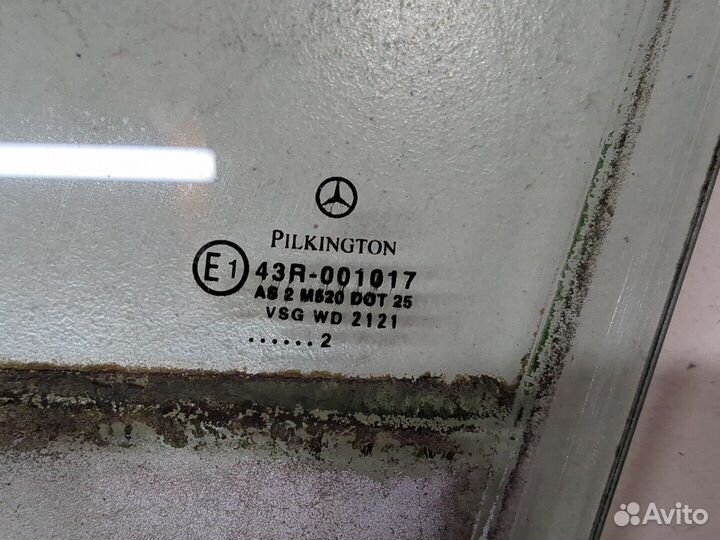 PILKINGTON
E1 43R-001017
AS 2 M520 DOT 25
VSG WD 2121
......2
Avito